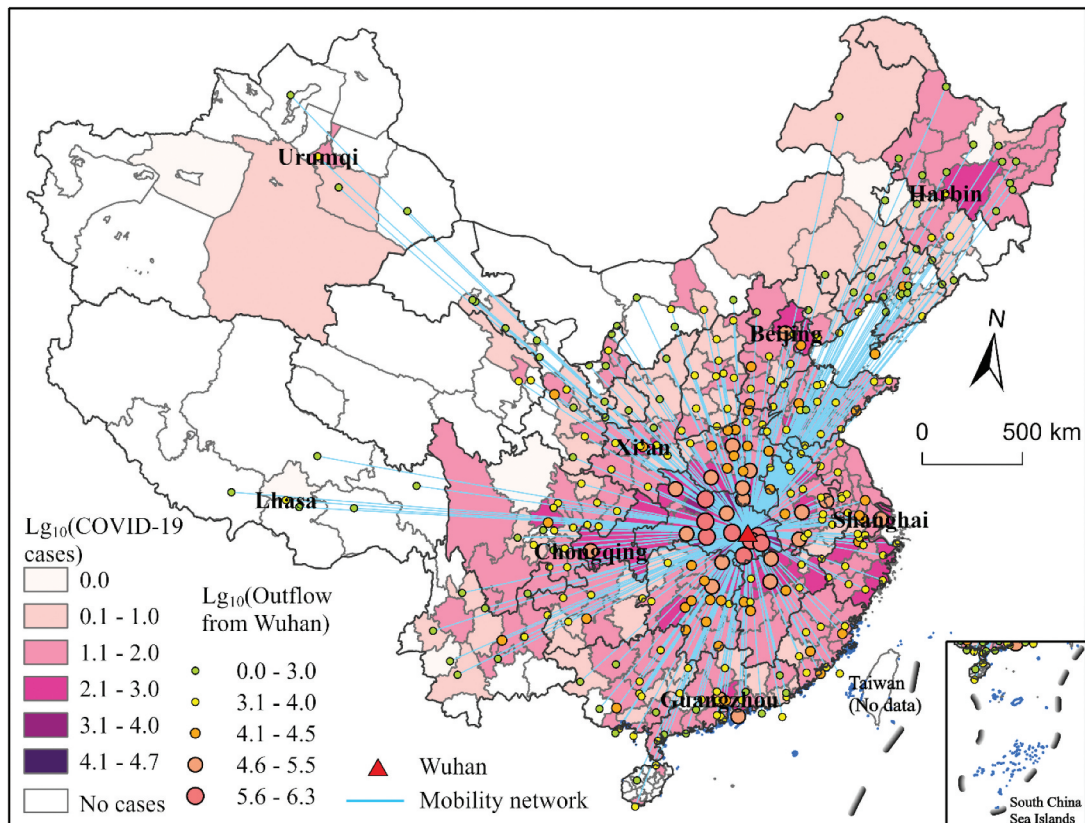 Urumqi
Harbin
Beijing
N
0 500 km
Xi'an
Lhasa
Shanghai
Chongqing
Guangzhou
Taiwan
(No data)
Lg10(COVID-19
cases)
0.0
0.1 - 1.0
1.1 - 2.0
2.1 - 3.0
3.1 - 4.0
4.1 - 4.7
No cases
Lg10(Outflow
from Wuhan)
0.0 - 3.0
3.1 - 4.0
4.1 - 4.5
4.6 - 5.5
5.6 - 6.3
Wuhan
Mobility network
South China
Sea Islands